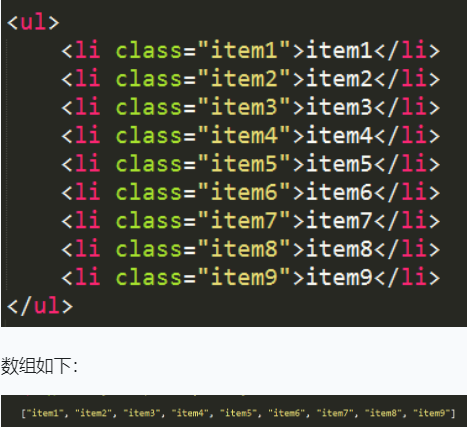 <ul>
<li class="item1">item1</li>
<li class="item2">item2</li>
<li class="item3">item3</li>
<li class="item4">item4</li>
<li class="item5">item5</li>
<li class="item6">item6</li>
<li class="item7">item7</li>
<li class="item8">item8</li>
<li class="item9">item9</li>
</ul>
数组如下：
["item1", "item2", "item3", "item4", "item5", "item6", "item7", "item8", "item9"]